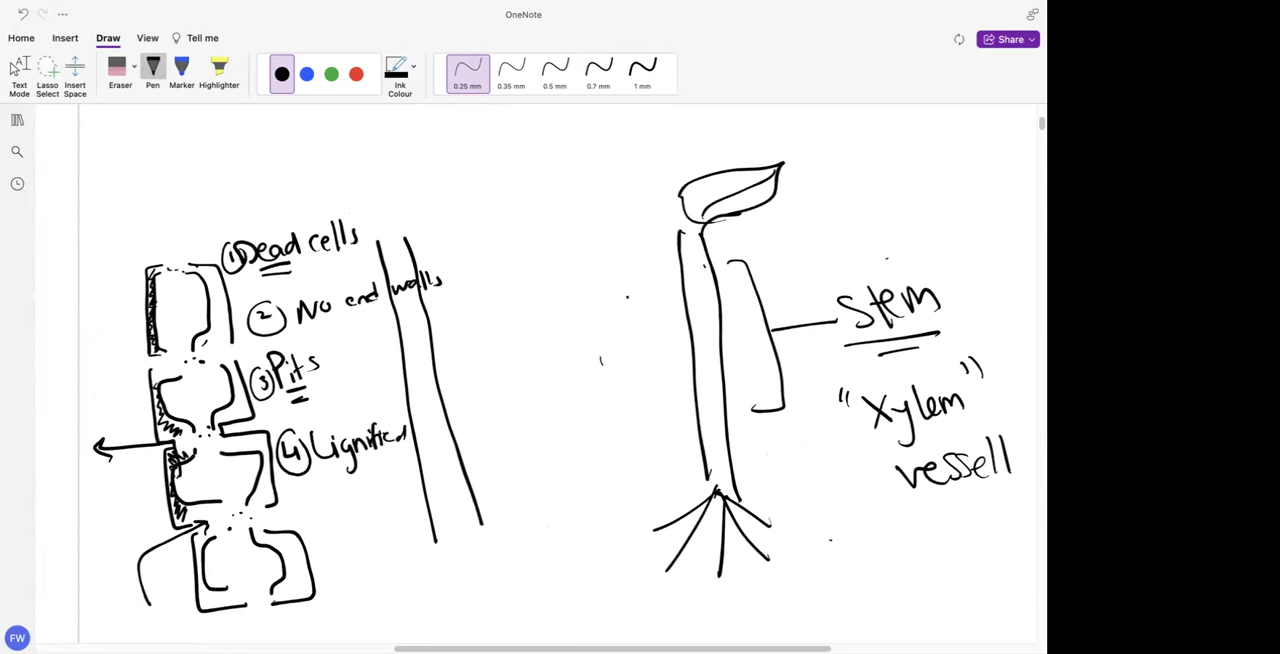 OneNote
Home Insert Draw View Tell me
Share
Text Mode
Lasso Select
Insert Space
Eraser
Pen
Marker
Highlighter
Ink Colour
0.25 mm
0.35 mm
0.5 mm
0.7 mm
1 mm
① Dead cells
② No end walls
③ Pits
④ Lignified
Stem
"Xylem"
vessell
FW